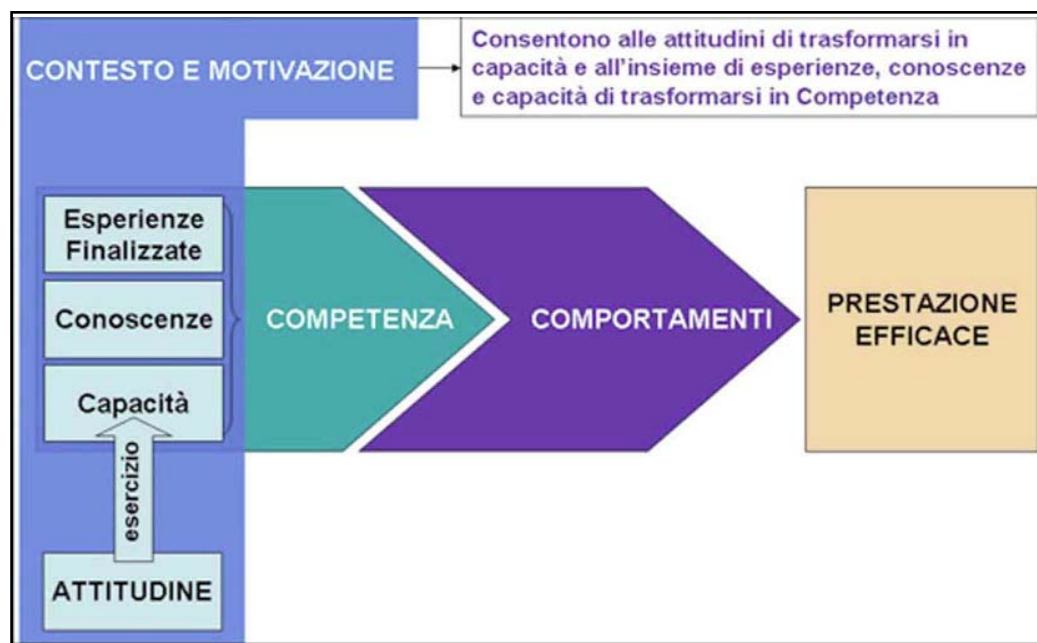 CONTESTO E MOTIVAZIONE
Consentono alle attitudini di trasformarsi in
capacità e all'insieme di esperienze, conoscenze
e capacità di trasformarsi in Competenza
Esperienze
Finalizzate
Conoscenze
Capacità
esercizio
ATTITUDINE
COMPETENZA
COMPORTAMENTI
PRESTAZIONE
EFFICACE